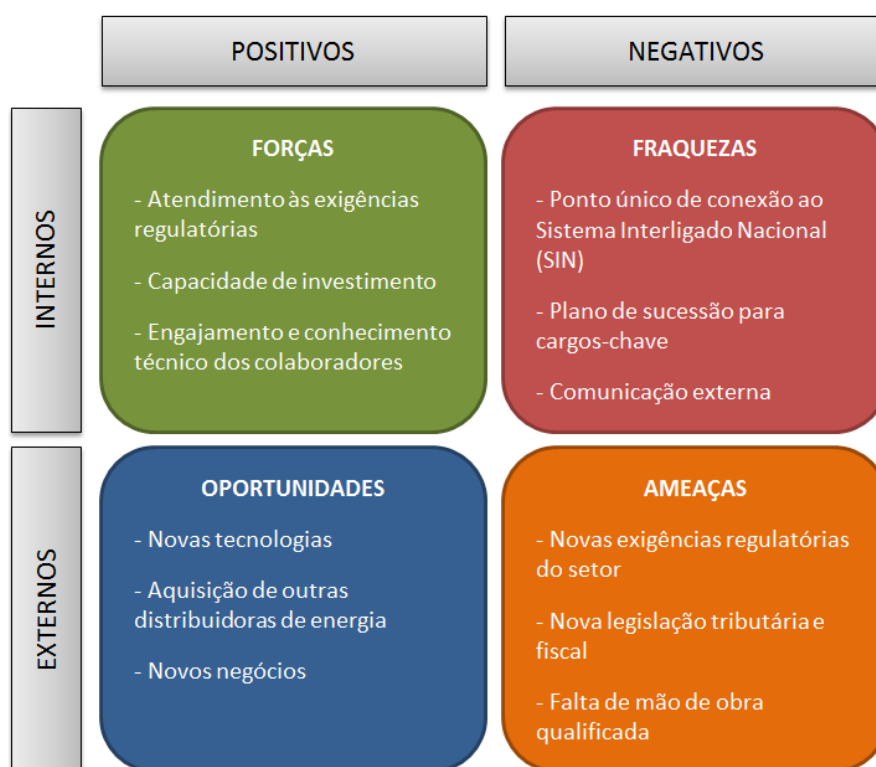 POSITIVOS
NEGATIVOS
INTERNOS
FORÇAS
- Atendimento às exigências
regulatórias
- Capacidade de investimento
- Engajamento e conhecimento
técnico dos colaboradores
FRAQUEZAS
- Ponto único de conexão ao
Sistema Interligado Nacional
(SIN)
- Plano de sucessão para
cargos-chave
- Comunicação externa
EXTERNOS
OPORTUNIDADES
- Novas tecnologias
- Aquisição de outras
distribuidoras de energia
- Novos negócios
AMEAÇAS
- Novas exigências regulatórias
do setor
- Nova legislação tributária e
fiscal
- Falta de mão de obra
qualificada